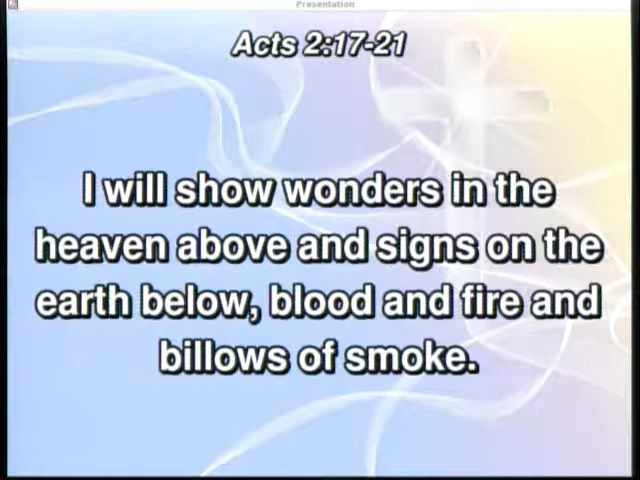 Presentation
Acts 2:17-21
I will show wonders in the
heaven above and signs on the
earth below, blood and fire and
billows of smoke.